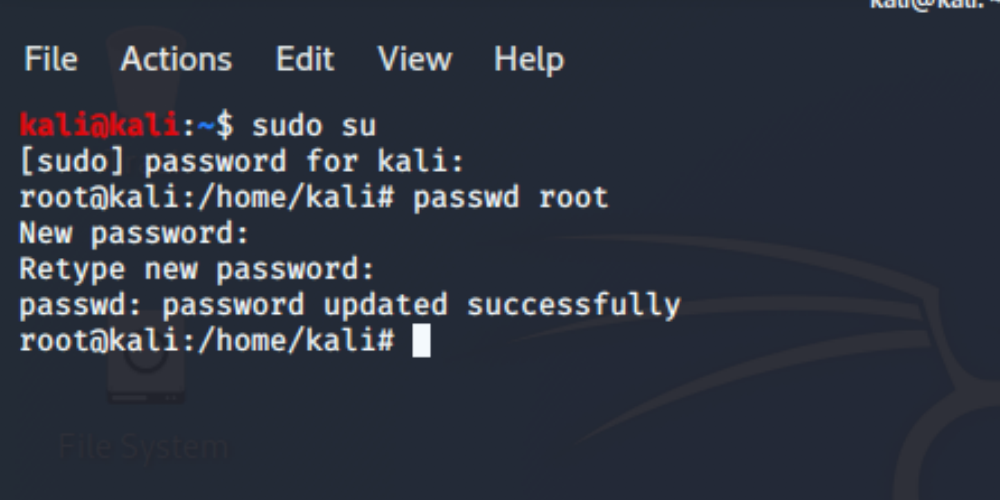 kali@kali: ~
File Actions Edit View Help
kali@kali:~$ sudo su
[sudo] password for kali:
root@kali:/home/kali# passwd root
New password:
Retype new password:
passwd: password updated successfully
root@kali:/home/kali#
File System